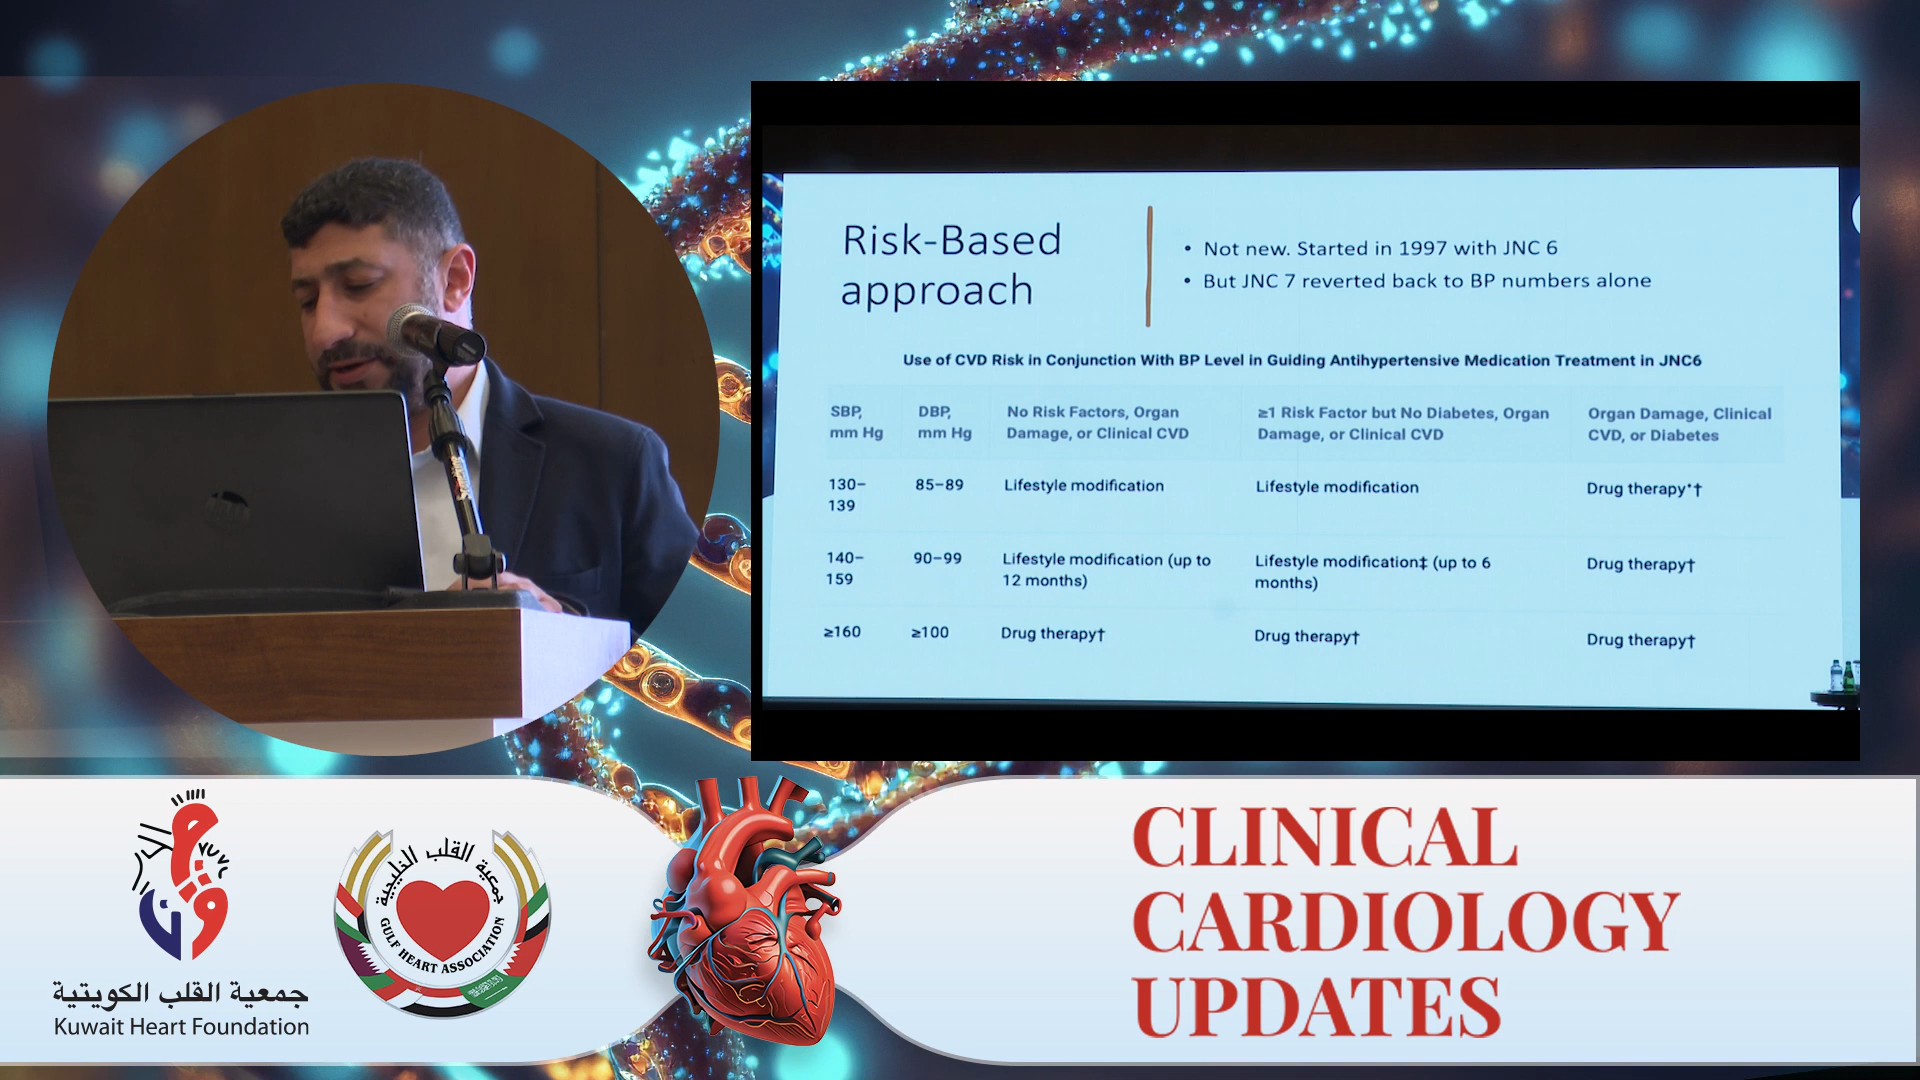 Risk-Based
approach
• Not new. Started in 1997 with JNC 6
• But JNC 7 reverted back to BP numbers alone
Use of CVD Risk in Conjunction With BP Level in Guiding Antihypertensive Medication Treatment in JNC6
SBP, mm Hg
DBP, mm Hg
No Risk Factors, Organ Damage, or Clinical CVD
≥1 Risk Factor but No Diabetes, Organ Damage, or Clinical CVD
Organ Damage, Clinical CVD, or Diabetes
130–139
85–89
Lifestyle modification
Lifestyle modification
Drug therapy*†
140–159
90–99
Lifestyle modification (up to 12 months)
Lifestyle modification‡ (up to 6 months)
Drug therapy†
≥160
≥100
Drug therapy†
Drug therapy†
Drug therapy†
جمعية القلب الكويتية
Kuwait Heart Foundation
جمعية القلب الخليجية
GULF HEART ASSOCIATION
CLINICAL
CARDIOLOGY
UPDATES